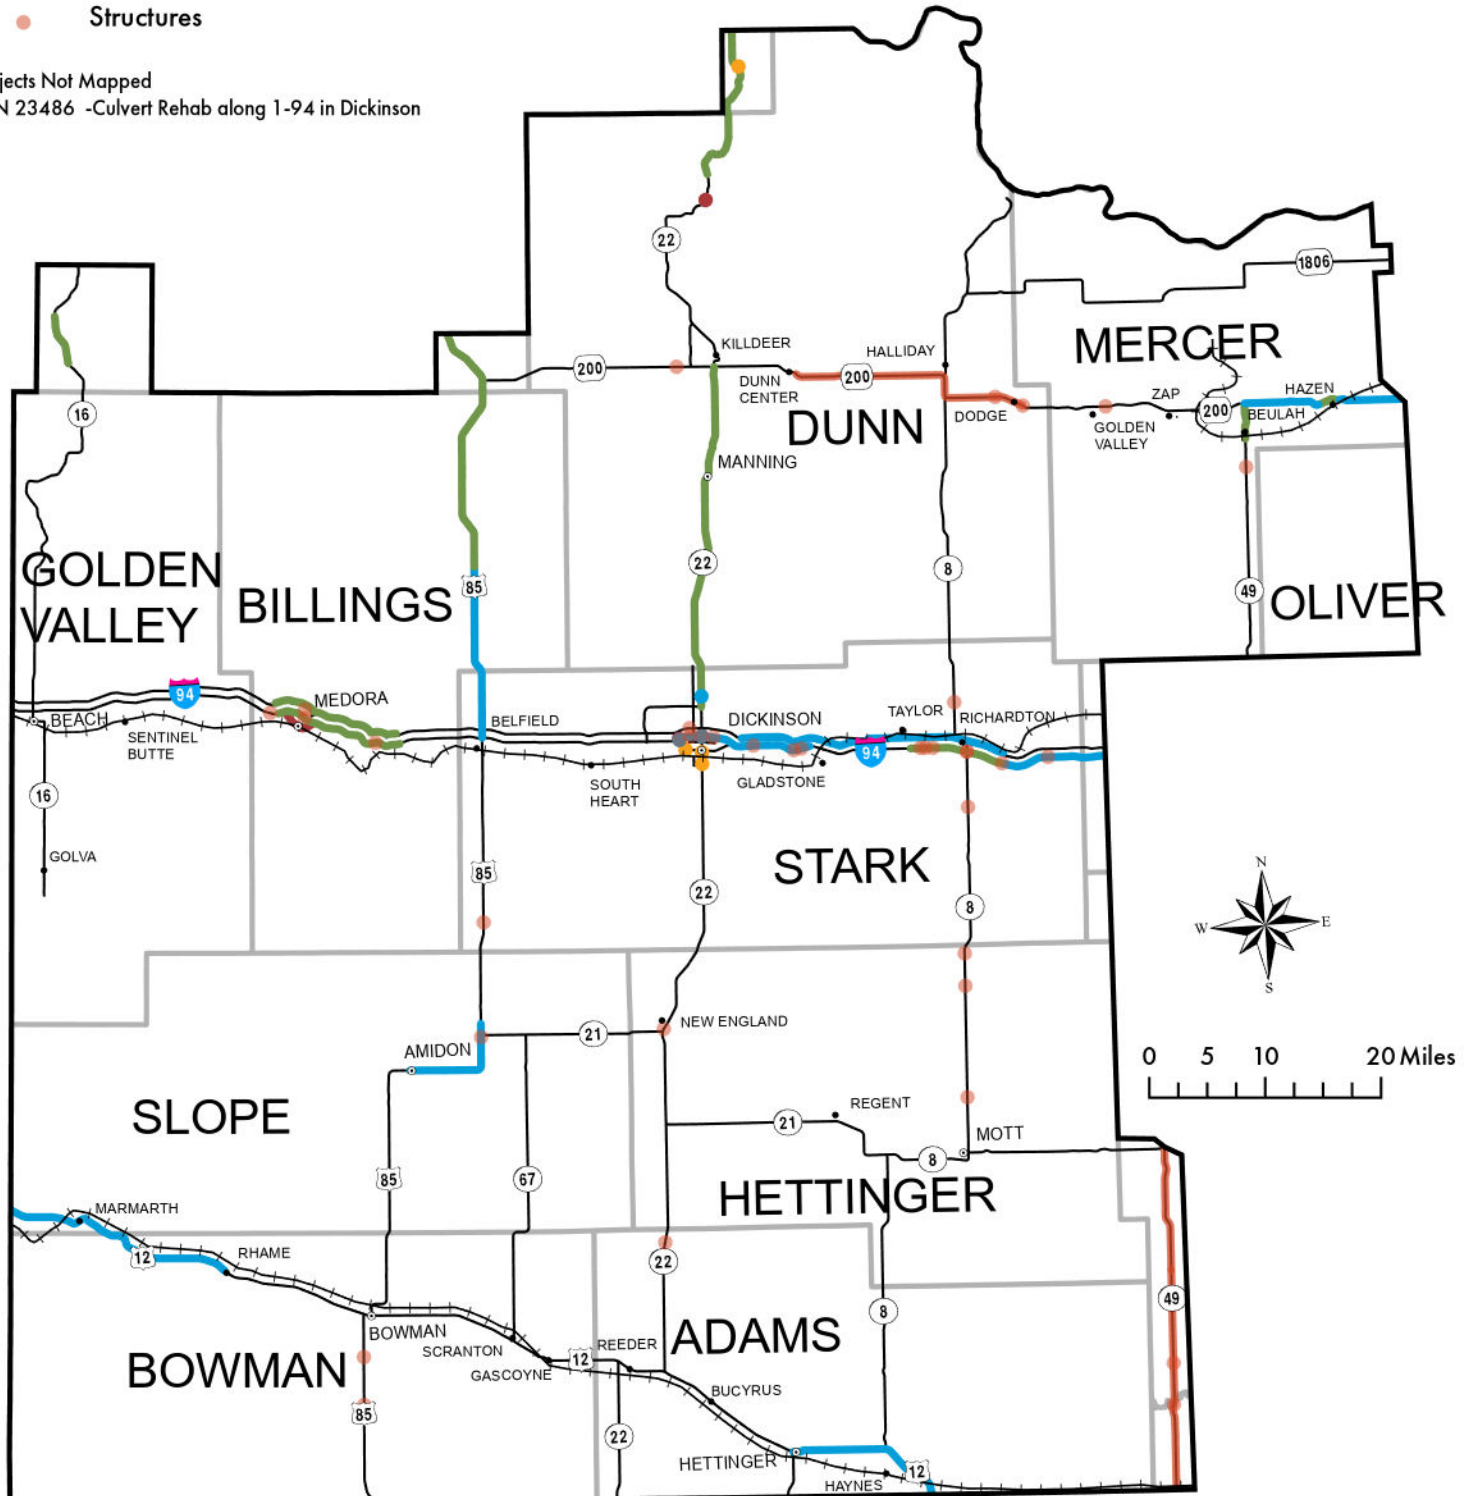 Structures
jects Not Mapped
N 23486 -Culvert Rehab along 1-94 in Dickinson
22
1806
MERCER
KILLDEER
HALLIDAY
200
DUNN
CENTER
200
ZAP
HAZEN
16
DUNN
DODGE
GOLDEN
VALLEY
200
BEULAH
MANNING
22
8
GOLDEN
VALLEY
BILLINGS
85
49
OLIVER
94
MEDORA
BEACH
SENTINEL
BUTTE
BELFIELD
DICKINSON
TAYLOR
RICHARDTON
94
SOUTH
HEART
GLADSTONE
16
GOLVA
85
STARK
22
8
N
W
E
S
NEW ENGLAND
21
AMIDON
0 5 10 20 Miles
SLOPE
REGENT
21
MOTT
8
85
67
HETTINGER
MARMARTH
12
RHAME
22
49
8
BOWMAN
SCRANTON
GASCOYNE
12
REEDER
ADAMS
BOWMAN
85
BUCYRUS
22
HETTINGER
HAYNES
12